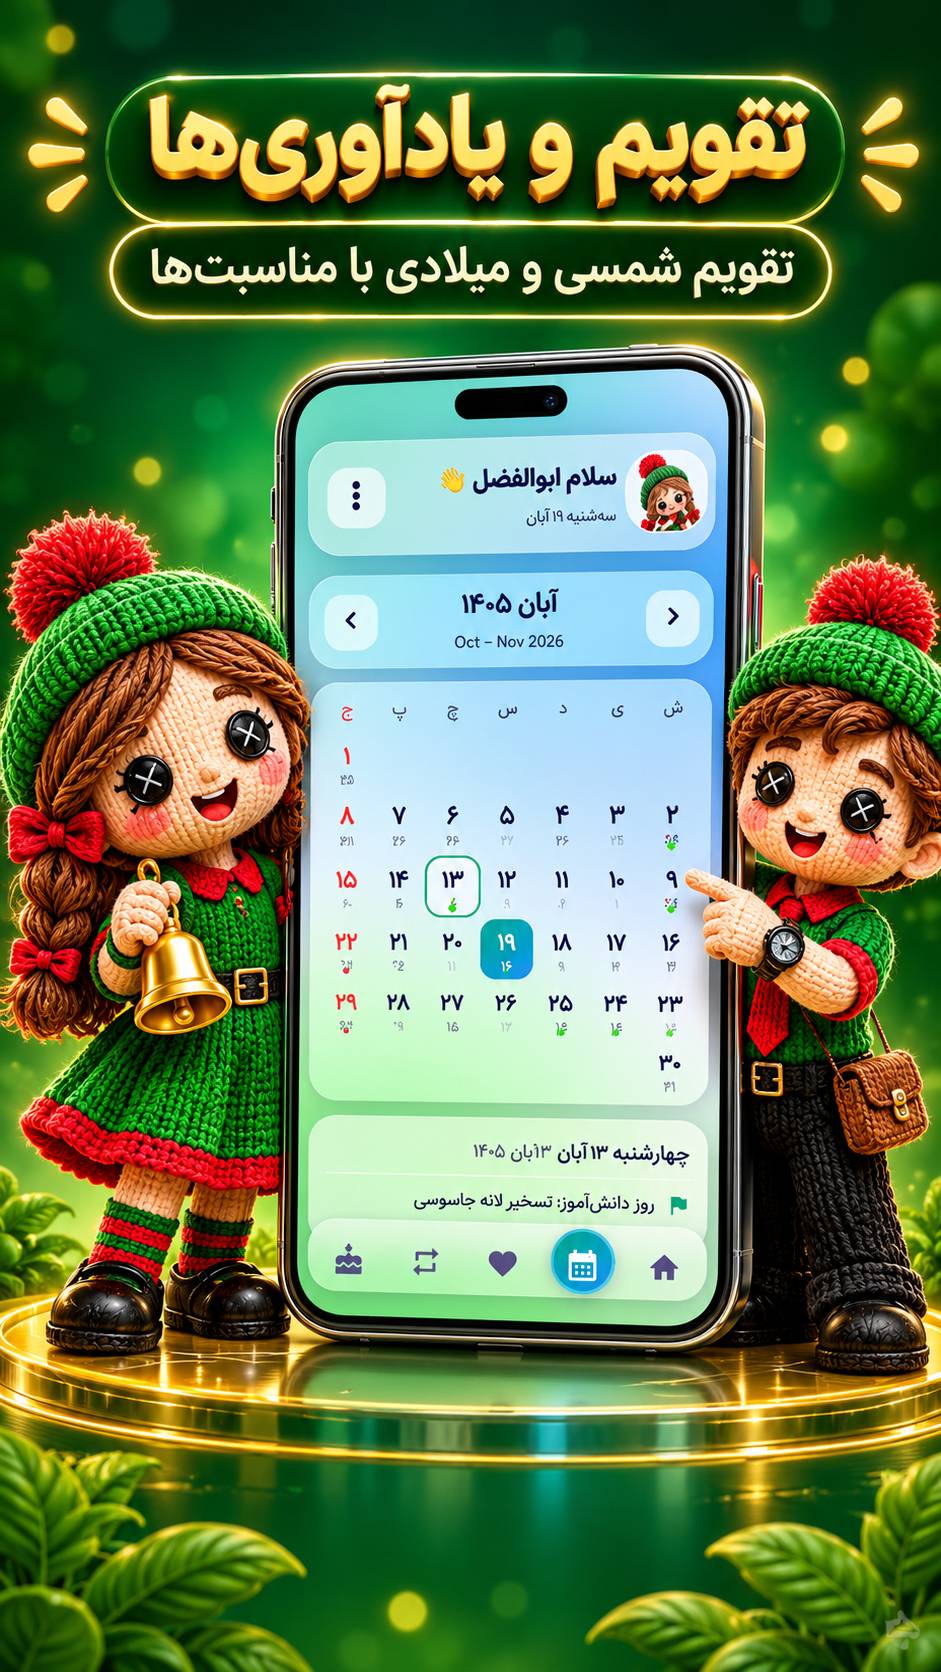 تقویم و یادآوری‌ها
تقویم شمسی و میلادی با مناسبت‌ها
سلام ابوالفضل 👋
سه‌شنبه ۱۹ آبان
آبان ۱۴۰۵
Oct – Nov 2026
ش ی د س چ پ ج
۱
۲ ۳ ۴ ۵ ۶ ۷ ۸
۹ ۱۰ ۱۱ ۱۲ ۱۳ ۱۴ ۱۵
۱۶ ۱۷ ۱۸ ۱۹ ۲۰ ۲۱ ۲۲
۲۳ ۲۴ ۲۵ ۲۶ ۲۷ ۲۸ ۲۹
۳۰
چهارشنبه ۱۳ آبان ۱۳آبان ۱۴۰۵
روز دانش‌آموز: تسخیر لانه جاسوسی